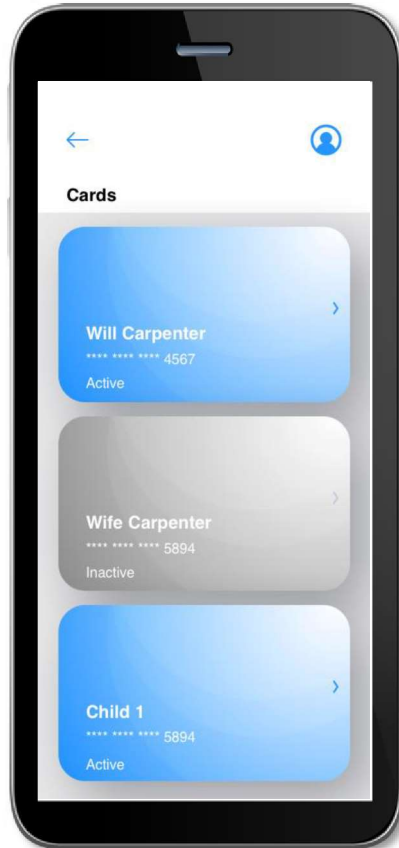 Cards
Will Carpenter
**** **** **** 4567
Active
Wife Carpenter
**** **** **** 5894
Inactive
Child 1
**** **** **** 5894
Active